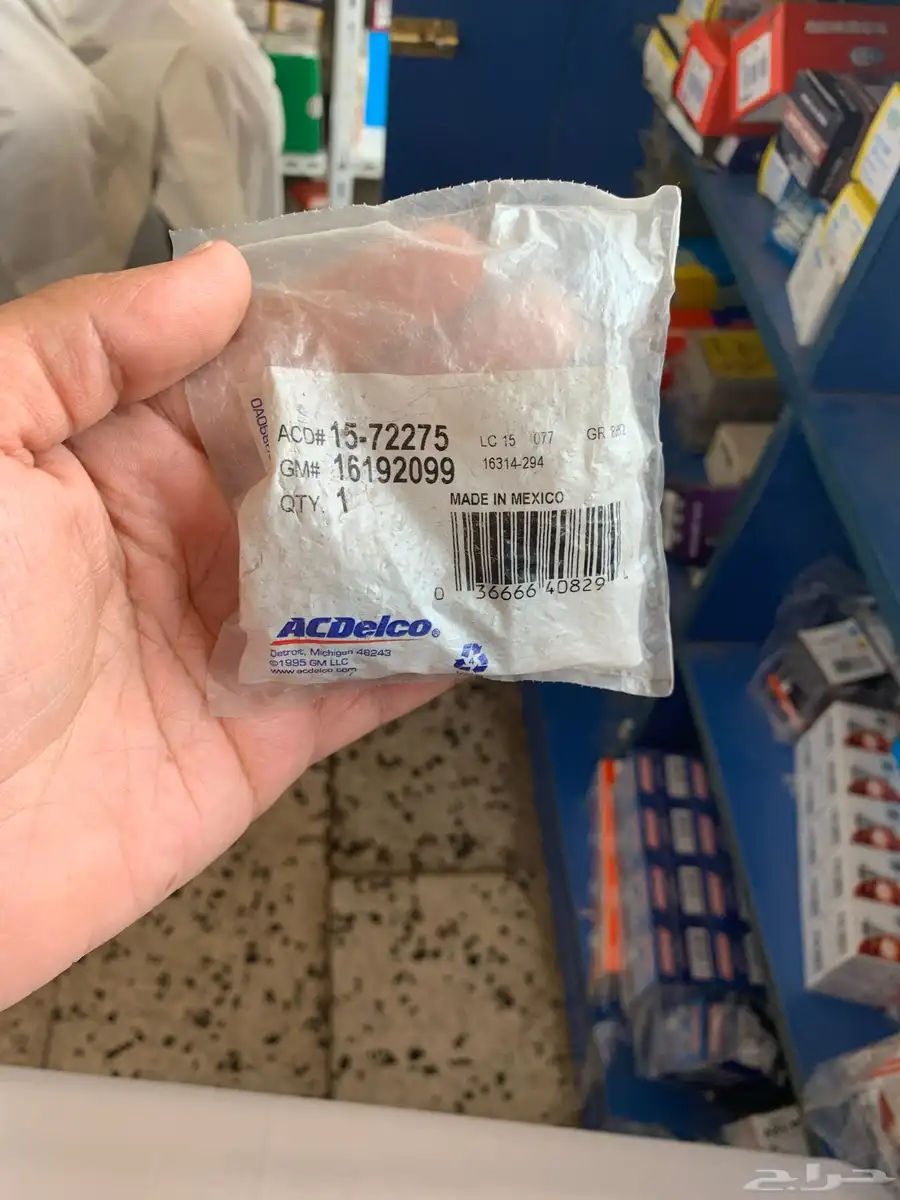 ACD# 15-72275 LC 15 077 GR
GM# 16192099 16314-294
QTY. 1 MADE IN MEXICO
0 36666 40829
ACDelco®
Detroit, Michigan 48243
©1995 GM LLC
www.acdelco.com
حراج